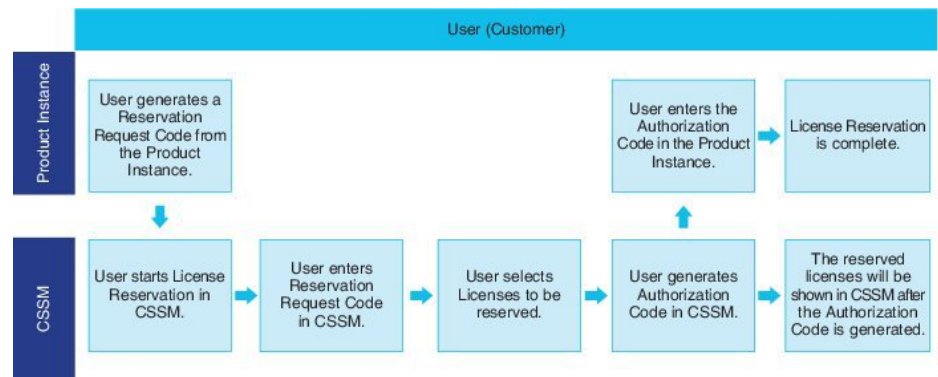 User (Customer)
Product Instance
User generates a
Reservation
Request Code from
the Product
Instance.
User enters the
Authorization
Code in the Product
Instance.
License Reservation
is complete.
CSSM
User starts License
Reservation in
CSSM.
User enters
Reservation
Request Code
in CSSM.
User selects
Licenses to be
reserved.
User generates
Authorization
Code in CSSM.
The reserved
licenses will be
shown in CSSM after
the Authorization
Code is generated.